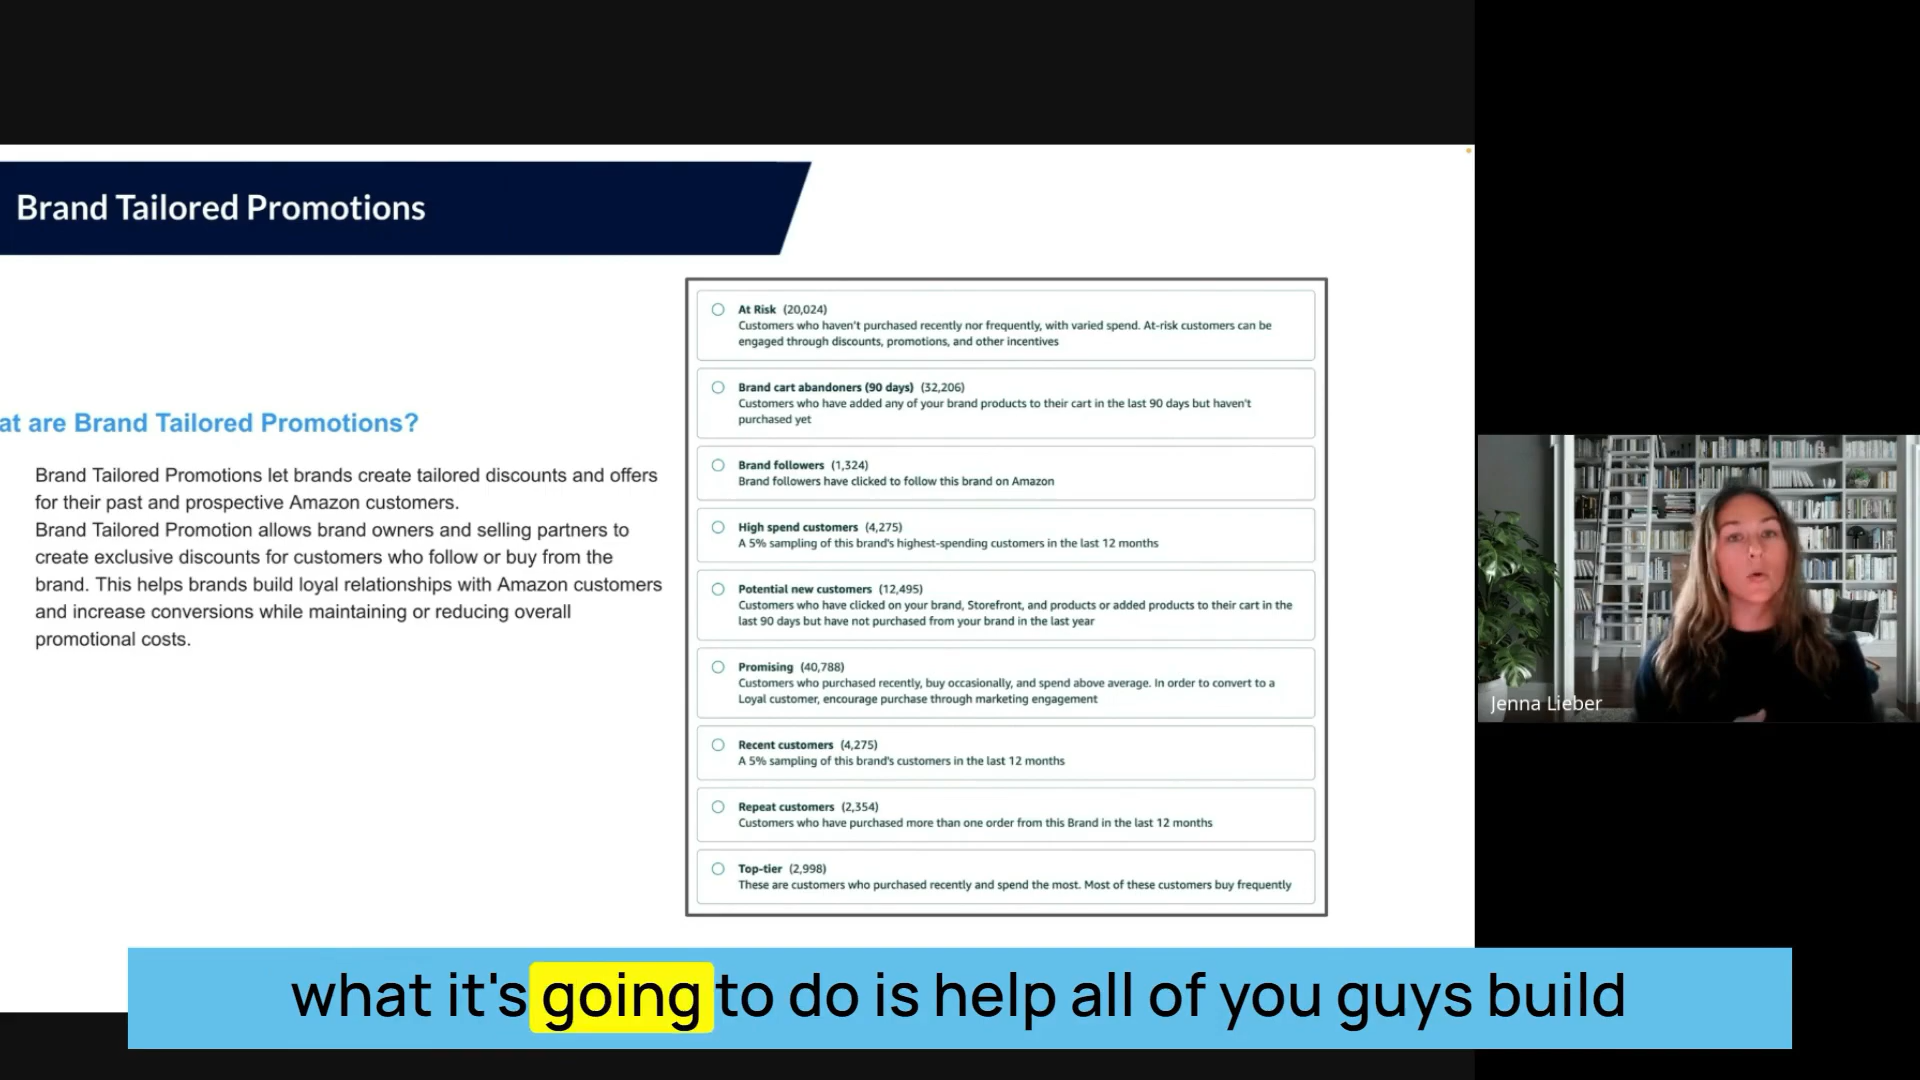 Brand Tailored Promotions
at are Brand Tailored Promotions?
Brand Tailored Promotions let brands create tailored discounts and offers
for their past and prospective Amazon customers.
Brand Tailored Promotion allows brand owners and selling partners to
create exclusive discounts for customers who follow or buy from the
brand. This helps brands build loyal relationships with Amazon customers
and increase conversions while maintaining or reducing overall
promotional costs.
At Risk (20,024)
Customers who haven't purchased recently nor frequently, with varied spend. At-risk customers can be
engaged through discounts, promotions, and other incentives
Brand cart abandoners (90 days) (32,206)
Customers who have added any of your brand products to their cart in the last 90 days but haven't
purchased yet
Brand followers (1,324)
Brand followers have clicked to follow this brand on Amazon
High spend customers (4,275)
A 5% sampling of this brand's highest-spending customers in the last 12 months
Potential new customers (12,495)
Customers who have clicked on your brand, Storefront, and products or added products to their cart in the
last 90 days but have not purchased from your brand in the last year
Promising (40,788)
Customers who purchased recently, buy occasionally, and spend above average. In order to convert to a
Loyal customer, encourage purchase through marketing engagement
Recent customers (4,275)
A 5% sampling of this brand's customers in the last 12 months
Repeat customers (2,354)
Customers who have purchased more than one order from this Brand in the last 12 months
Top-tier (2,998)
These are customers who purchased recently and spend the most. Most of these customers buy frequently
Jenna Lieber
what it's going to do is help all of you guys build